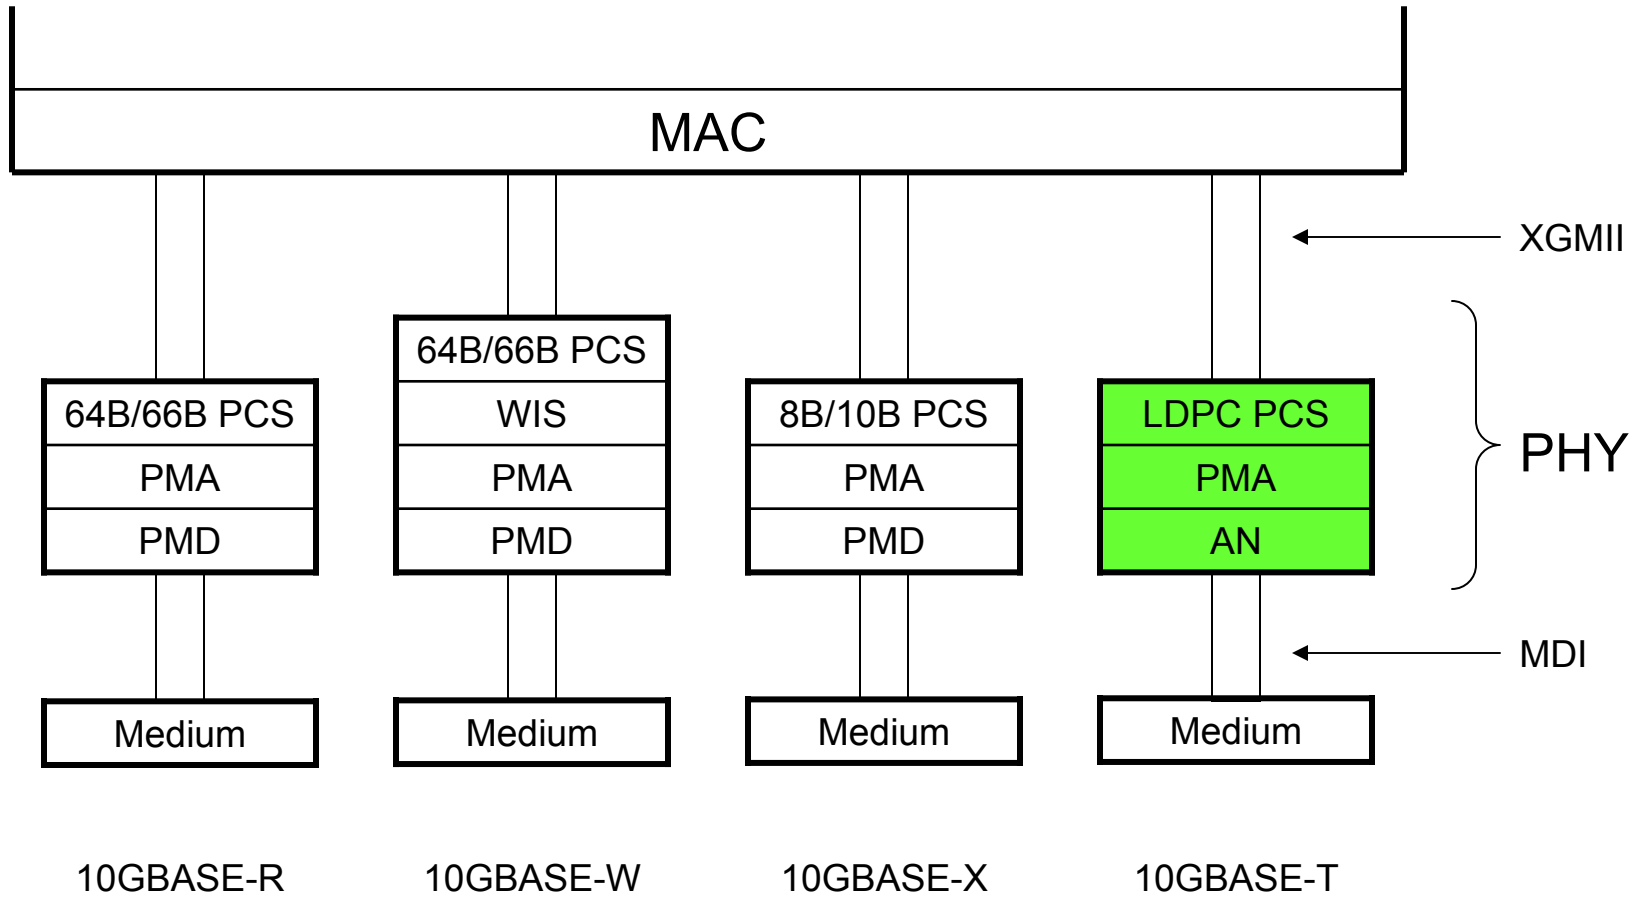 MAC
XGMII
64B/66B PCS
WIS
PMA
PMD
64B/66B PCS
PMA
PMD
8B/10B PCS
PMA
PMD
LDPC PCS
PMA
AN
PHY
MDI
Medium
Medium
Medium
Medium
10GBASE-R
10GBASE-W
10GBASE-X
10GBASE-T